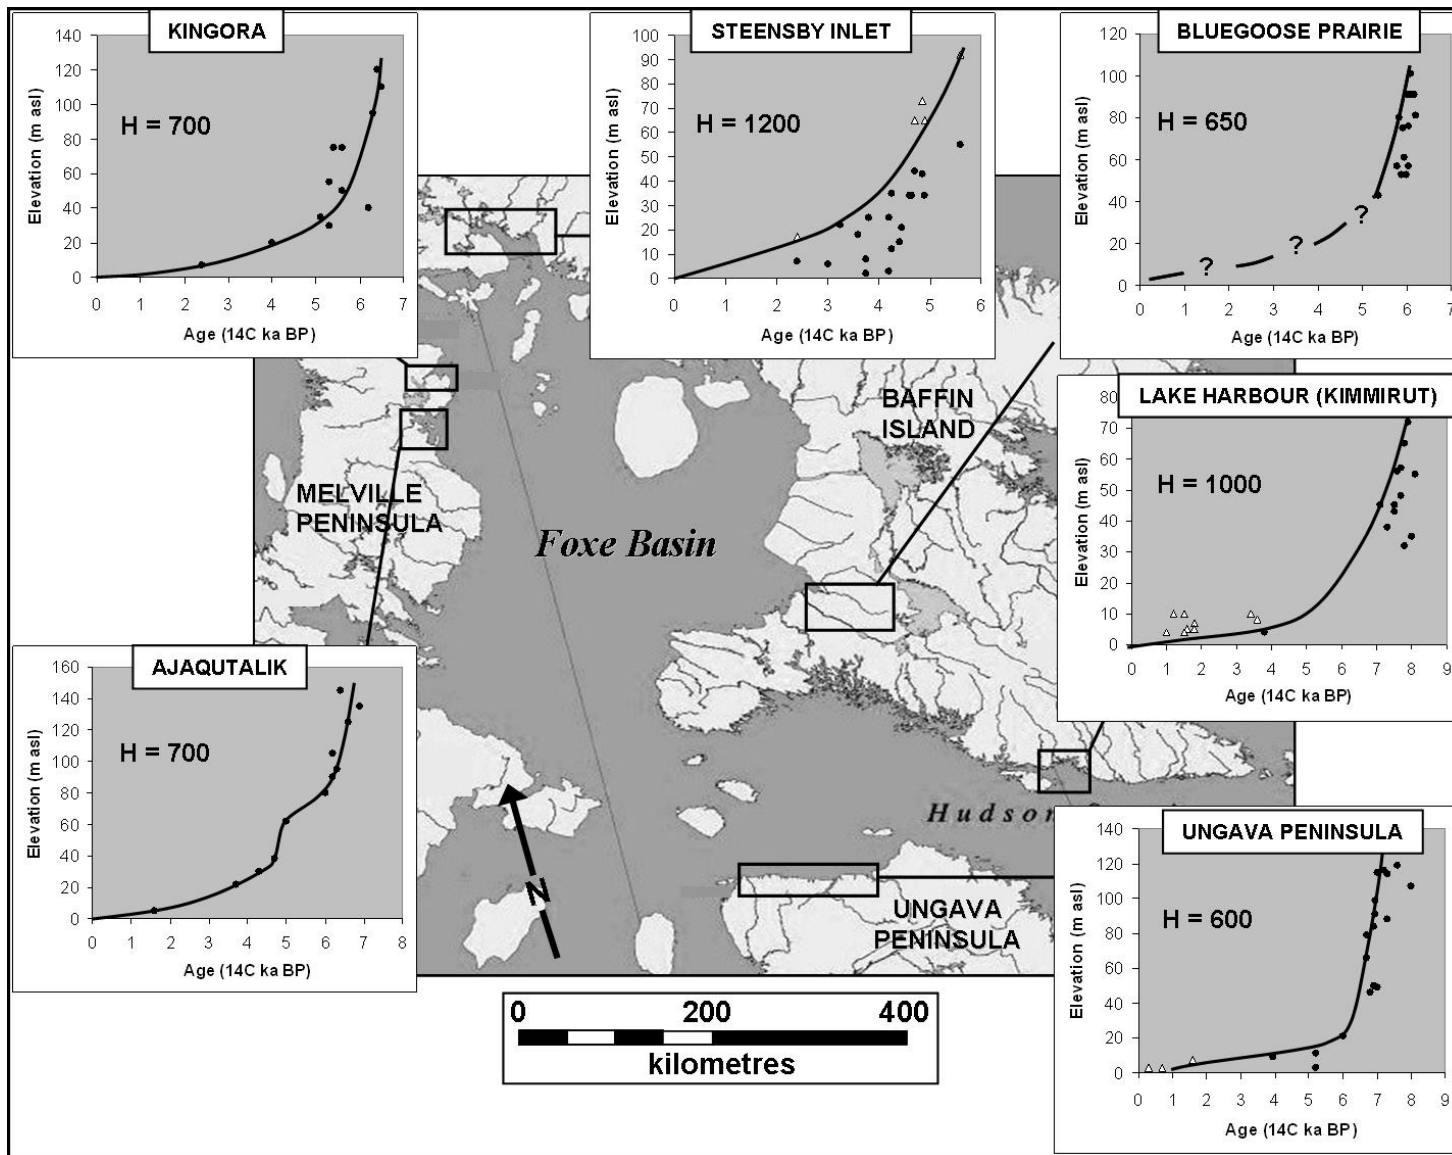 KINGORA
Elevation (m asl)
140
120
100
80
60
40
20
0
H = 700
0 1 2 3 4 5 6 7
Age (14C ka BP)
STEENSBY INLET
Elevation (m asl)
100
90
80
70
60
50
40
30
20
10
0
H = 1200
0 1 2 3 4 5 6
Age (14C ka BP)
BLUEGOOSE PRAIRIE
Elevation (m asl)
120
100
80
60
40
20
0
H = 650
?
?
?
0 1 2 3 4 5 6 7
Age (14C ka BP)
LAKE HARBOUR (KIMMIRUT)
Elevation (m asl)
80
70
60
50
40
30
20
10
0
H = 1000
0 1 2 3 4 5 6 7 8 9
Age (14C ka BP)
BAFFIN
ISLAND
MELVILLE
PENINSULA
Foxe Basin
AJAQUTALIK
Elevation (m asl)
160
140
120
100
80
60
40
20
0
H = 700
0 1 2 3 4 5 6 7 8
Age (14C ka BP)
N
Hudson
UNGAVA
PENINSULA
UNGAVA PENINSULA
Elevation (m asl)
140
120
100
80
60
40
20
0
H = 600
0 1 2 3 4 5 6 7 8 9
Age (14C ka BP)
0 200 400
kilometres